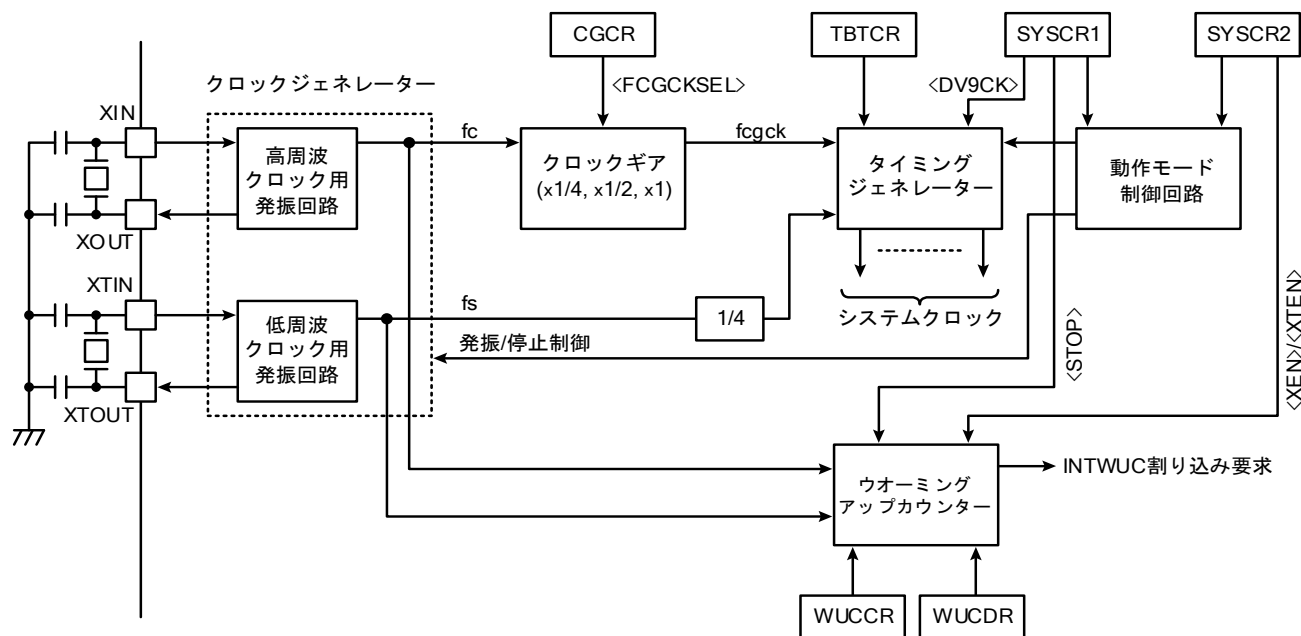 CGCR
TBTCR
SYSCR1
SYSCR2
クロックジェネレーター
<FCGCKSEL>
<DV9CK>
XIN
高周波
クロック用
発振回路
fc
クロックギア
(x1/4, x1/2, x1)
fcgck
タイミング
ジェネレーター
動作モード
制御回路
XOUT
XTIN
低周波
クロック用
発振回路
fs
1/4
システムクロック
発振/停止制御
<STOP>
<XEN>/<XTEN>
XTOUT
ウオーミング
アップカウンター
INTWUC割り込み要求
WUCCR
WUCDR